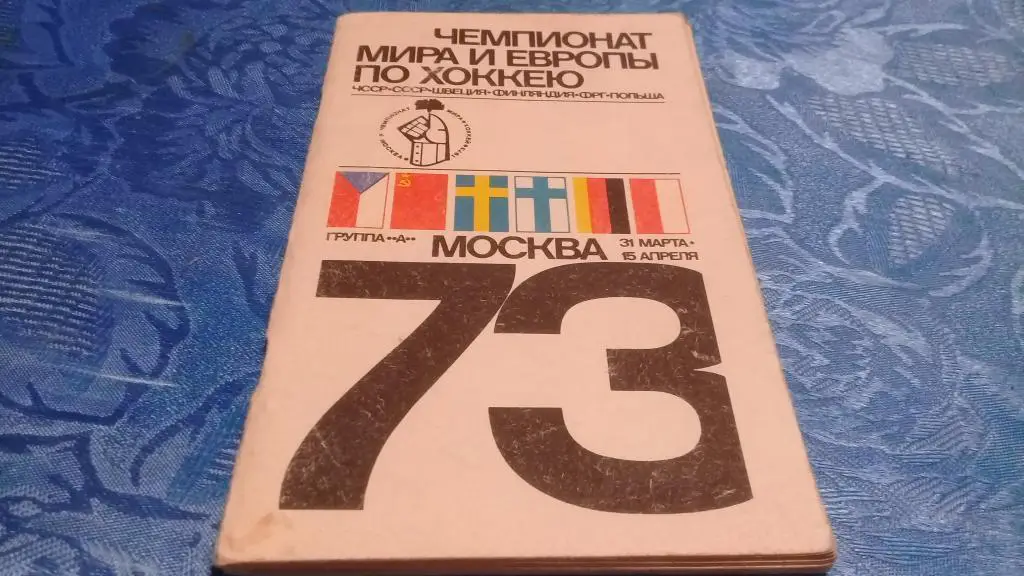 ЧЕМПИОНАТ
МИРА И ЕВРОПЫ
ПО ХОККЕЮ
ЧССР•СССР•ШВЕЦИЯ•ФИНЛЯНДИЯ•ФРГ•ПОЛЬША
ГРУППА "А"
МОСКВА
31 МАРТА•
15 АПРЕЛЯ
73